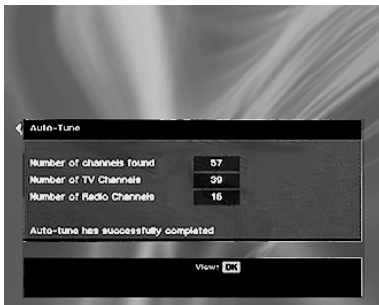 Auto-Tune
Number of channels found 57
Number of TV Channels 39
Number of Radio Channels 16
Auto-tune has successfully completed
View: OK